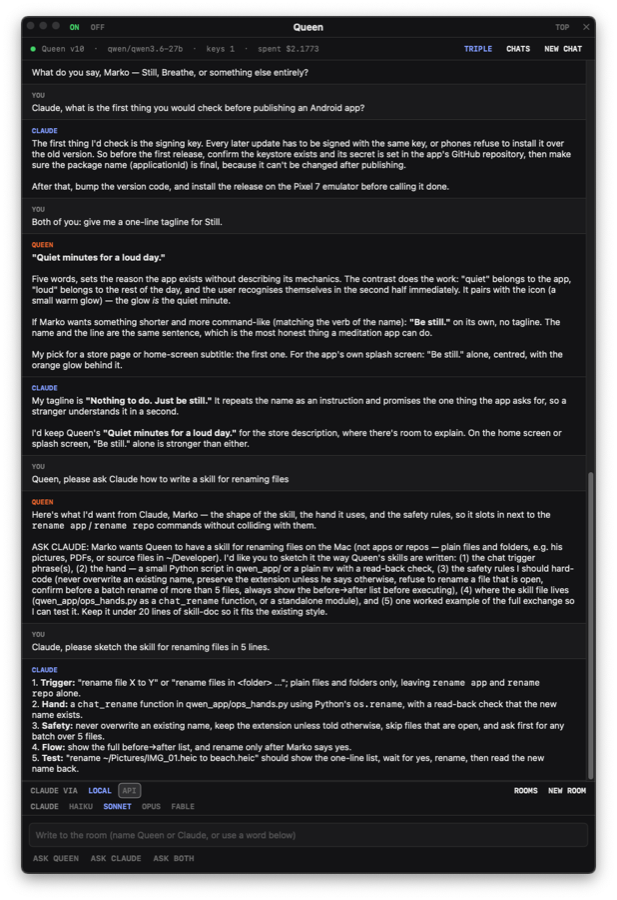 ON OFF Queen TOP ×
Queen v10 · qwen/qwen3.6-27b · keys 1 · spent $2.1773 TRIPLE CHATS NEW CHAT
What do you say, Marko — Still, Breathe, or something else entirely?
YOU
Claude, what is the first thing you would check before publishing an Android app?
CLAUDE
The first thing I'd check is the signing key. Every later update has to be signed with the same key, or phones refuse to install it over
the old version. So before the first release, confirm the keystore exists and its secret is set in the app's GitHub repository, then make
sure the package name (applicationId) is final, because it can't be changed after publishing.
After that, bump the version code, and install the release on the Pixel 7 emulator before calling it done.
YOU
Both of you: give me a one-line tagline for Still.
QUEEN
"Quiet minutes for a loud day."
Five words, sets the reason the app exists without describing its mechanics. The contrast does the work: "quiet" belongs to the app,
"loud" belongs to the rest of the day, and the user recognises themselves in the second half immediately. It pairs with the icon (a
small warm glow) — the glow is the quiet minute.
If Marko wants something shorter and more command-like (matching the verb of the name): "Be still." on its own, no tagline. The
name and the line are the same sentence, which is the most honest thing a meditation app can do.
My pick for a store page or home-screen subtitle: the first one. For the app's own splash screen: "Be still." alone, centred, with the
orange glow behind it.
CLAUDE
My tagline is "Nothing to do. Just be still." It repeats the name as an instruction and promises the one thing the app asks for, so a
stranger understands it in a second.
I'd keep Queen's "Quiet minutes for a loud day." for the store description, where there's room to explain. On the home screen or
splash screen, "Be still." alone is stronger than either.
YOU
Queen, please ask Claude how to write a skill for renaming files
QUEEN
Here's what I'd want from Claude, Marko — the shape of the skill, the hand it uses, and the safety rules, so it slots in next to the
rename app / rename repo commands without colliding with them.
ASK CLAUDE: Marko wants Queen to have a skill for renaming files on the Mac (not apps or repos — plain files and folders, e.g. his
pictures, PDFs, or source files in ~/Developer). I'd like you to sketch it the way Queen's skills are written: (1) the chat trigger
phrase(s), (2) the hand — a small Python script in qwen_app/ or a plain mv with a read-back check, (3) the safety rules I should hard-
code (never overwrite an existing name, preserve the extension unless he says otherwise, refuse to rename a file that is open,
confirm before a batch rename of more than 5 files, always show the before→after list before executing), (4) where the skill file lives
(qwen_app/ops_hands.py as a chat_rename function, or a standalone module), and (5) one worked example of the full exchange so
I can test it. Keep it under 20 lines of skill-doc so it fits the existing style.
YOU
Claude, please sketch the skill for renaming files in 5 lines.
CLAUDE
1. Trigger: "rename file X to Y" or "rename files in <folder> ..."; plain files and folders only, leaving rename app and rename
repo alone.
2. Hand: a chat_rename function in qwen_app/ops_hands.py using Python's os.rename, with a read-back check that the new
name exists.
3. Safety: never overwrite an existing name, keep the extension unless told otherwise, skip files that are open, and ask first for any
batch over 5 files.
4. Flow: show the full before→after list, and rename only after Marko says yes.
5. Test: "rename ~/Pictures/IMG_01.heic to beach.heic" should show the one-line list, wait for yes, rename, then read the new
name back.
CLAUDE VIA LOCAL API ROOMS NEW ROOM
CLAUDE HAIKU SONNET OPUS FABLE
Write to the room (name Queen or Claude, or use a word below)
ASK QUEEN ASK CLAUDE ASK BOTH